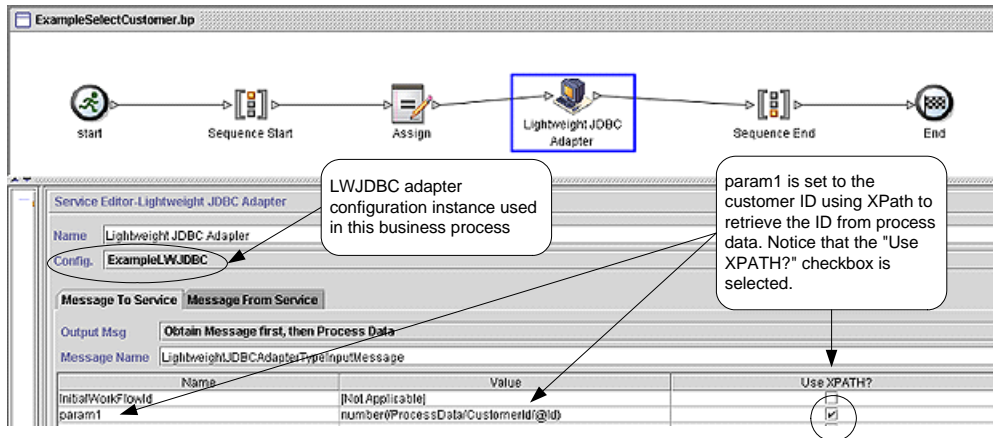 ExampleSelectCustomer.bp
start
Sequence Start
Assign
Lightweight JDBC
Adapter
Sequence End
End
LWJDBC adapter
configuration instance used
in this business process
param1 is set to the
customer ID using XPath to
retrieve the ID from process
data. Notice that the "Use
XPATH?" checkbox is
selected.
Service Editor-Lightweight JDBC Adapter
Name Lightweight JDBC Adapter
Config. ExampleLWJDBC
Message To Service Message From Service
Output Msg Obtain Message first, then Process Data
Message Name LightweightJDBCAdapterTypeInputMessage
Name Value Use XPATH?
InitialWorkFlowId [Not Applicable]
param1 number(/ProcessData/CustomerId/@Id)